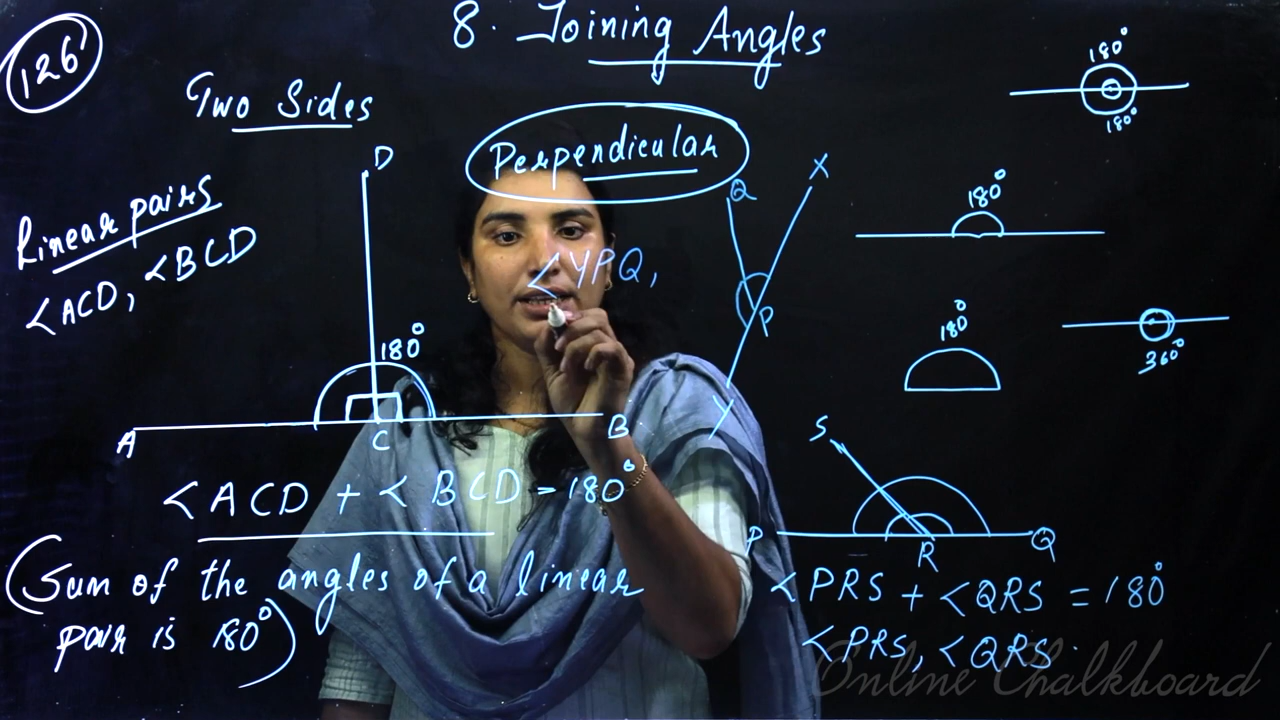 126
8. Joining Angles
Two Sides
Perpendicular
Linear pairs
<ACD, <BCD
D
180°
A
C
B
<ACD + <BCD = 180°
(Sum of the angles of a linear
pair is 180°)
<YPQ,
Q
X
P
Y
180°
180°
180°
180°
360°
S
P
R
Q
<PRS + <QRS = 180°
<PRS, <QRS.
Online Chalkboard